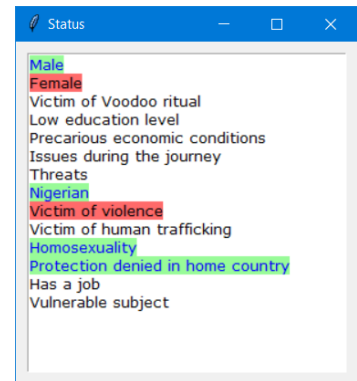 Status
Male
Female
Victim of Voodoo ritual
Low education level
Precarious economic conditions
Issues during the journey
Threats
Nigerian
Victim of violence
Victim of human trafficking
Homosexuality
Protection denied in home country
Has a job
Vulnerable subject